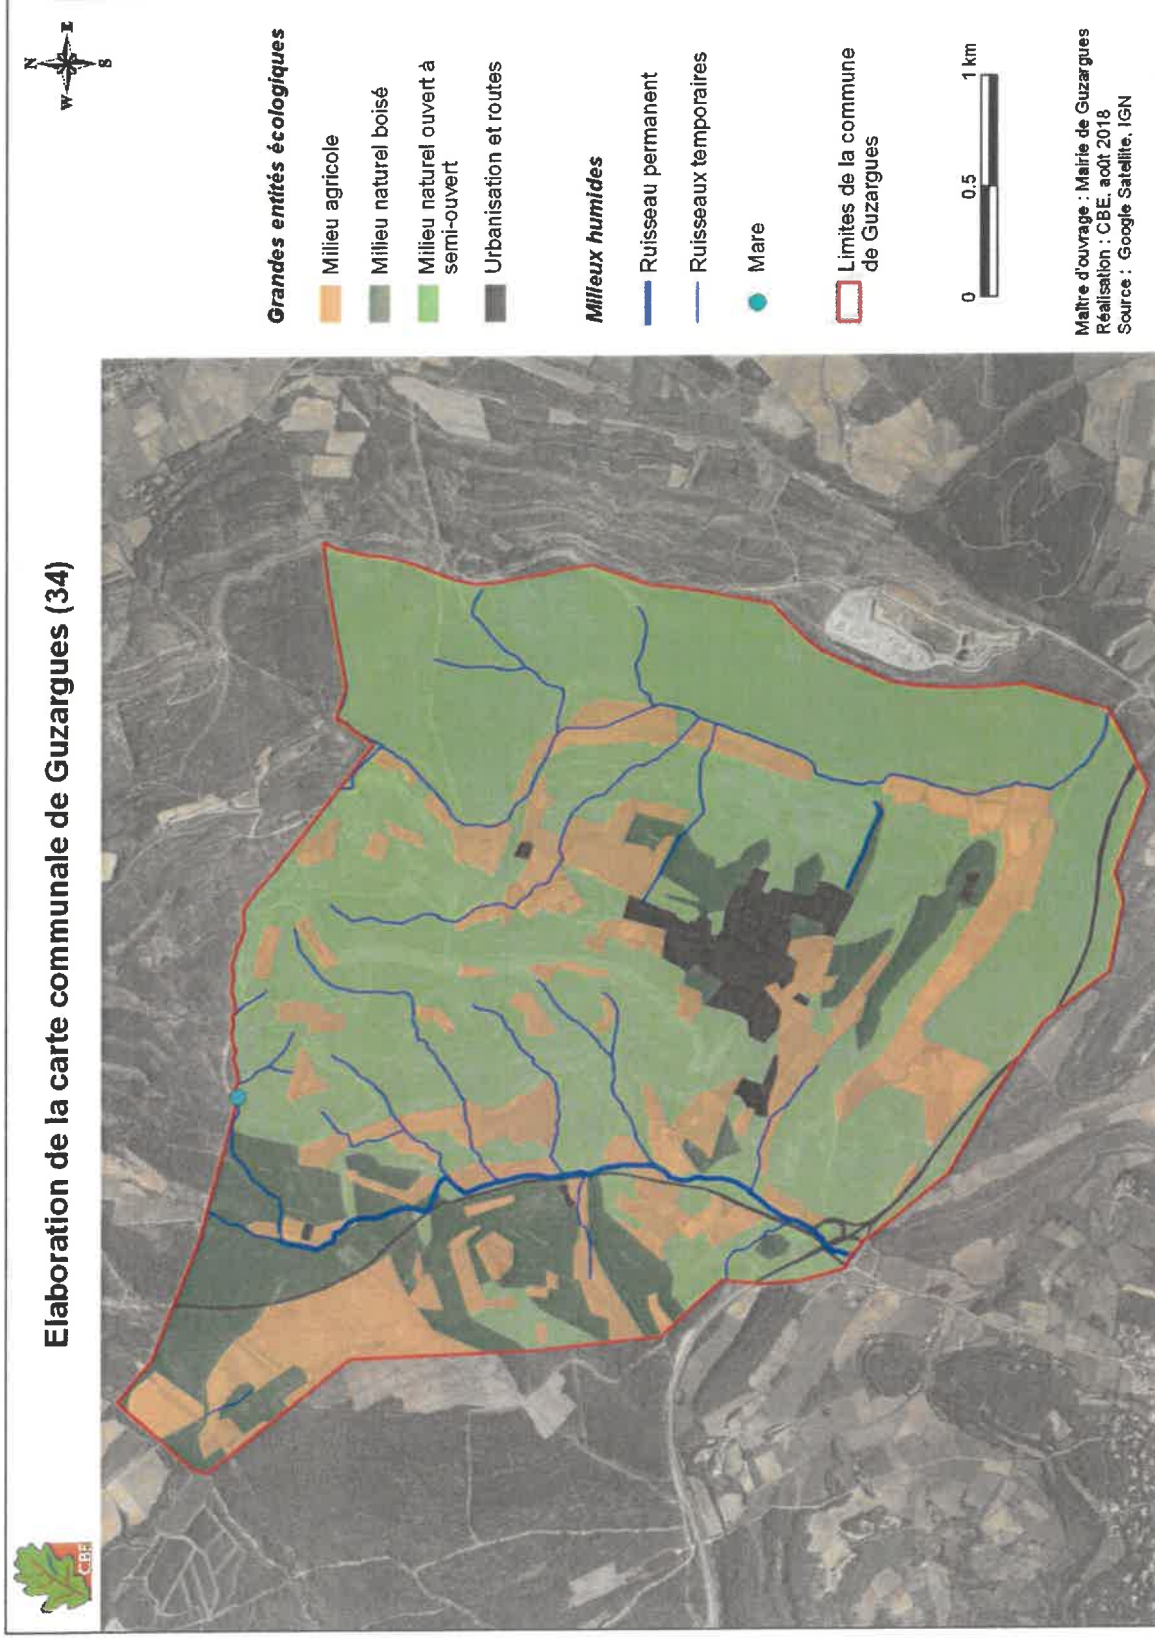 Elaboration de la carte communale de Guzargues (34)
CBE
N
W
E
S
Grandes entités écologiques
Milieu agricole
Milieu naturel boisé
Milieu naturel ouvert à
semi-ouvert
Urbanisation et routes
Milieux humides
Ruisseau permanent
Ruisseaux temporaires
Mare
Limites de la commune
de Guzargues
0
0.5
1 km
Maître d'ouvrage : Mairie de Guzargues
Réalisation : CBE, août 2018
Source : Google Satellite, IGN